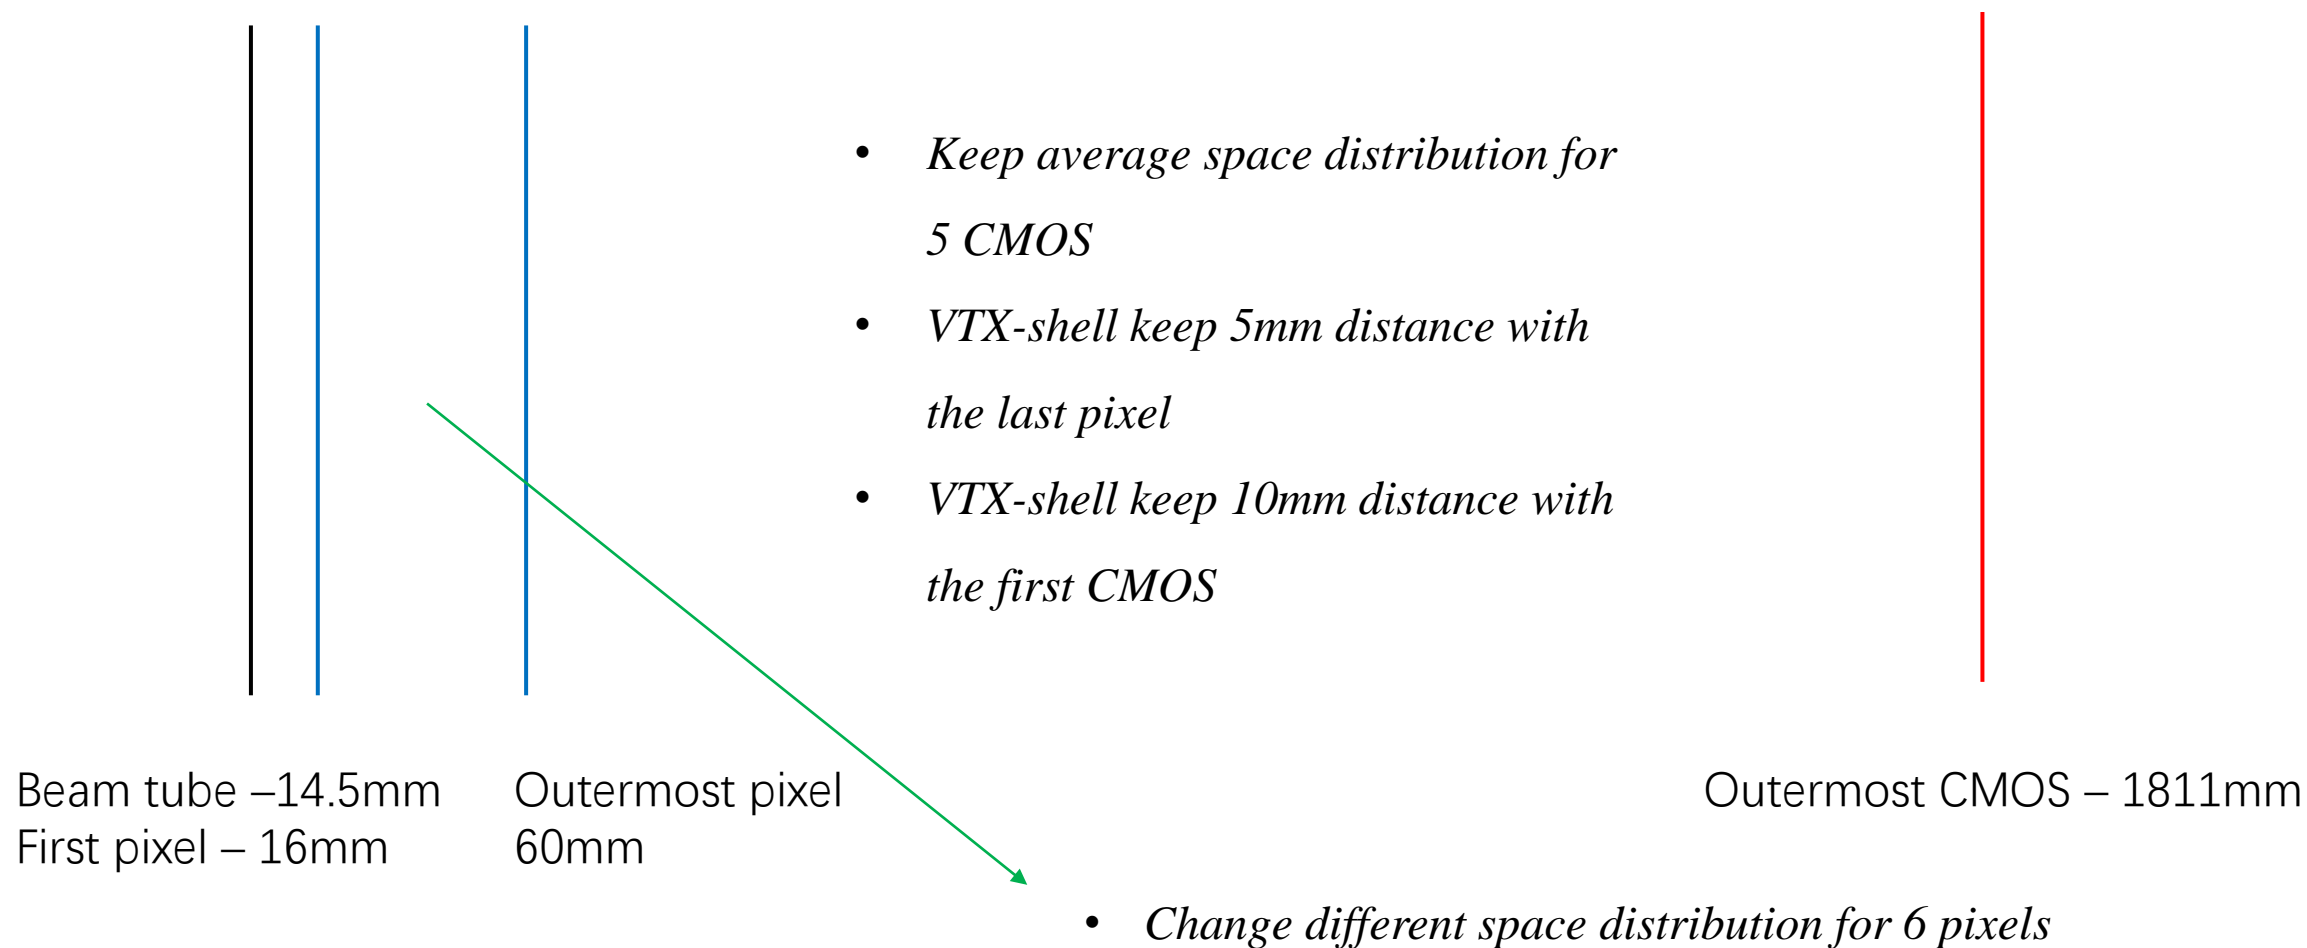 • Keep average space distribution for
5 CMOS
• VTX-shell keep 5mm distance with
the last pixel
• VTX-shell keep 10mm distance with
the first CMOS
Beam tube –14.5mm
First pixel – 16mm
Outermost pixel
60mm
Outermost CMOS – 1811mm
• Change different space distribution for 6 pixels